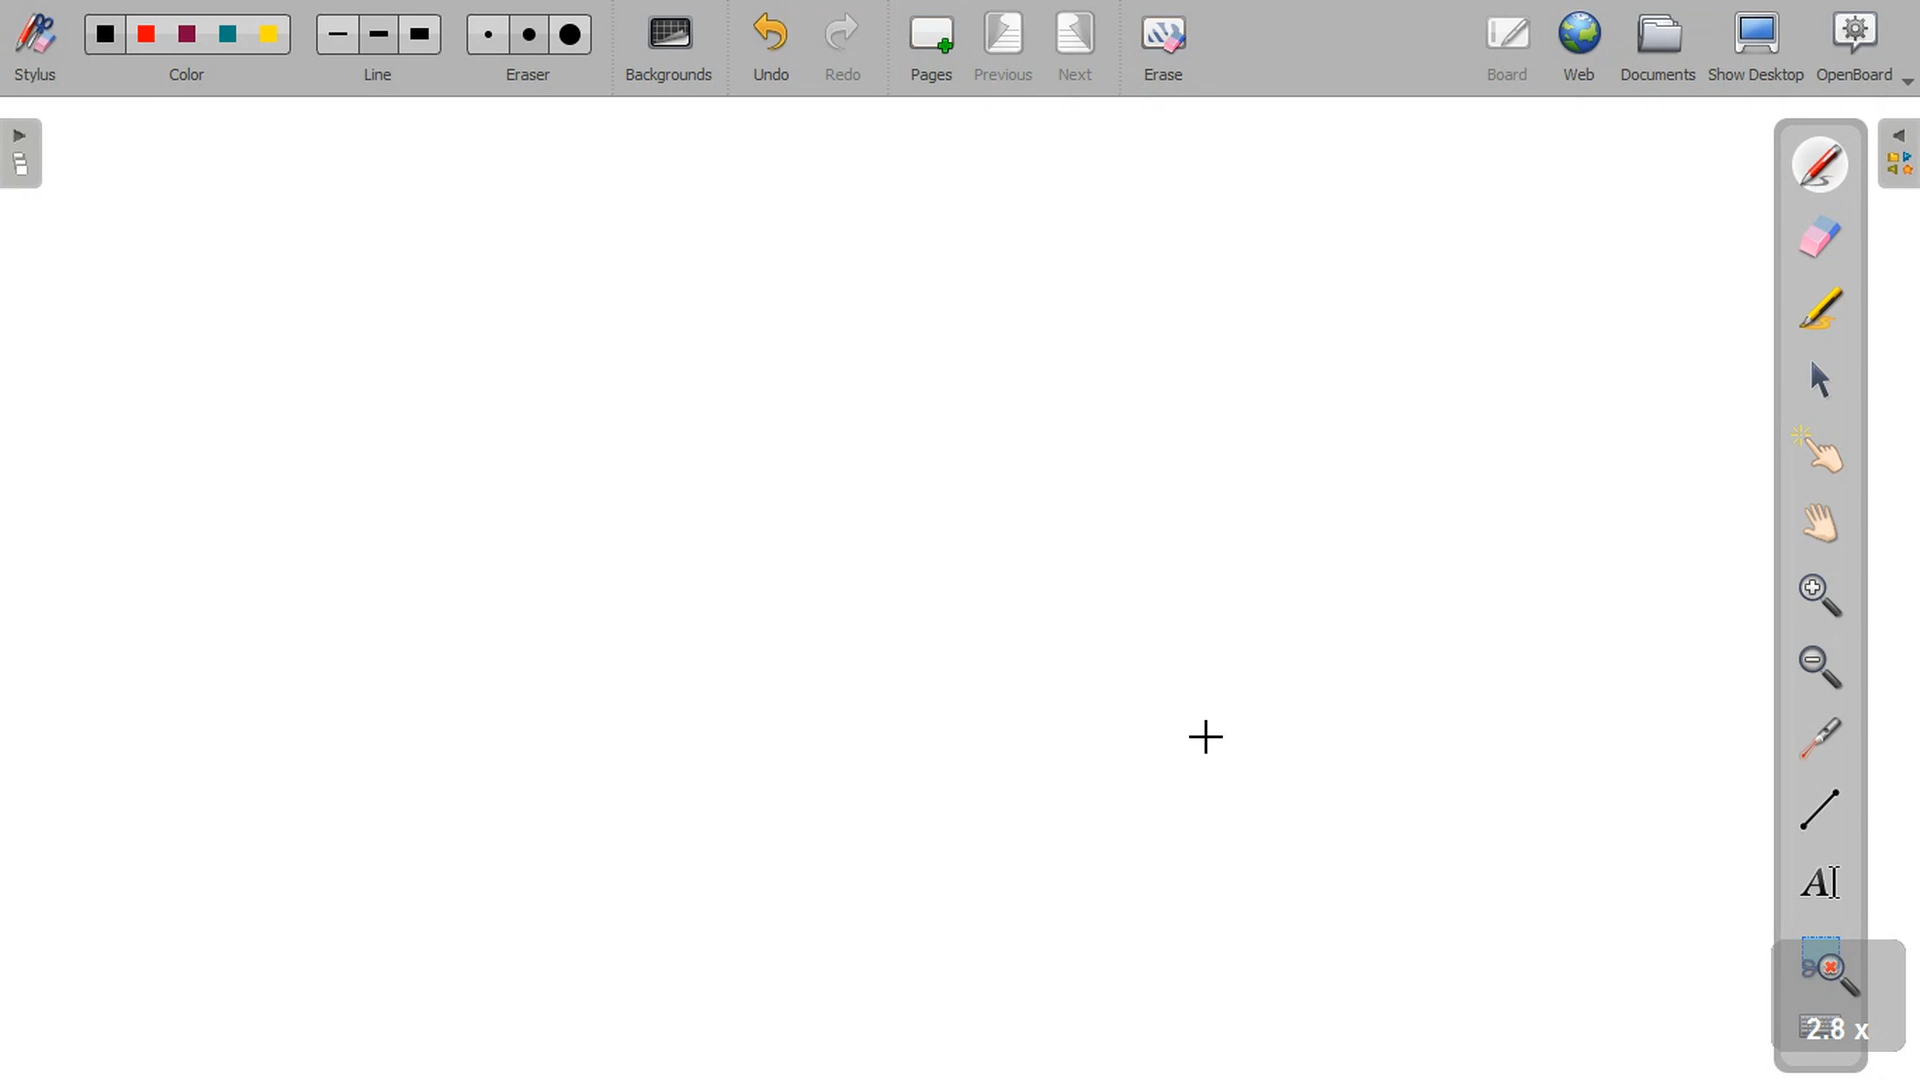 Stylus Color Line Eraser Backgrounds Undo Redo Pages Previous Next Erase Board Web Documents Show Desktop OpenBoard
AI
2.8 x